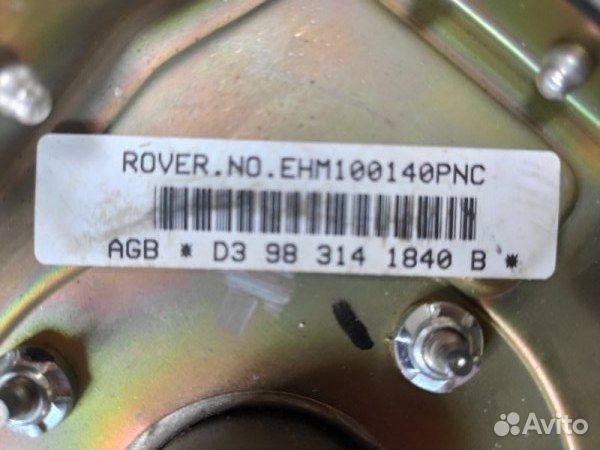 ROVER.NO.EHM100140PNC
AGB * D3 98 314 1840 B *
Avito